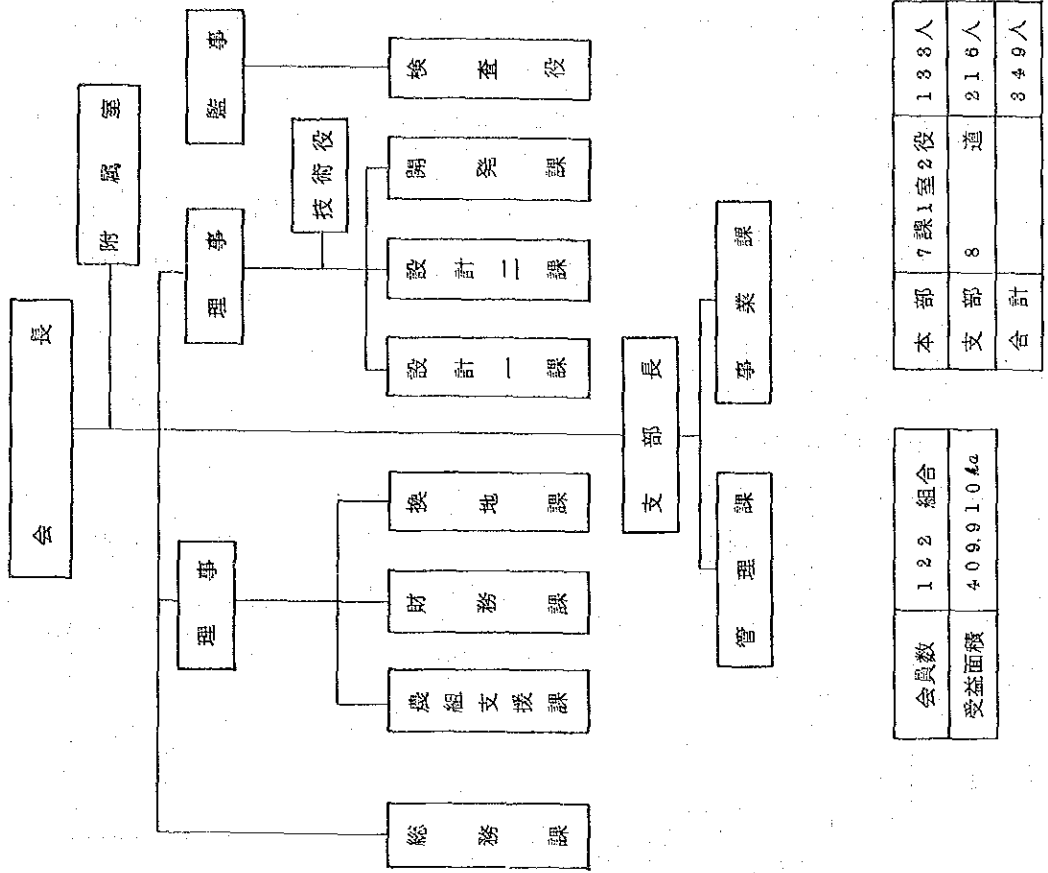 会長
附属室
理事
理事
監事
技術役
総務課
農組支援課
財務課
換地課
設計一課
設計二課
開発課
検査役
支部長
管理課
事業課
会員数 122 組合
受益面積 409,910ha
本部 7課1室2役 133人
支部 8 道 216人
合計 349人